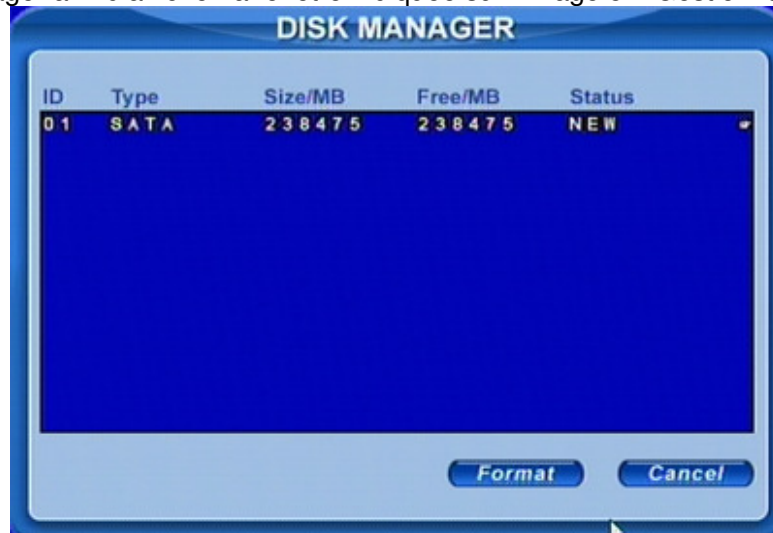 DISK MANAGER
ID Type Size/MB Free/MB Status
01 SATA 238475 238475 NEW
Format Cancel